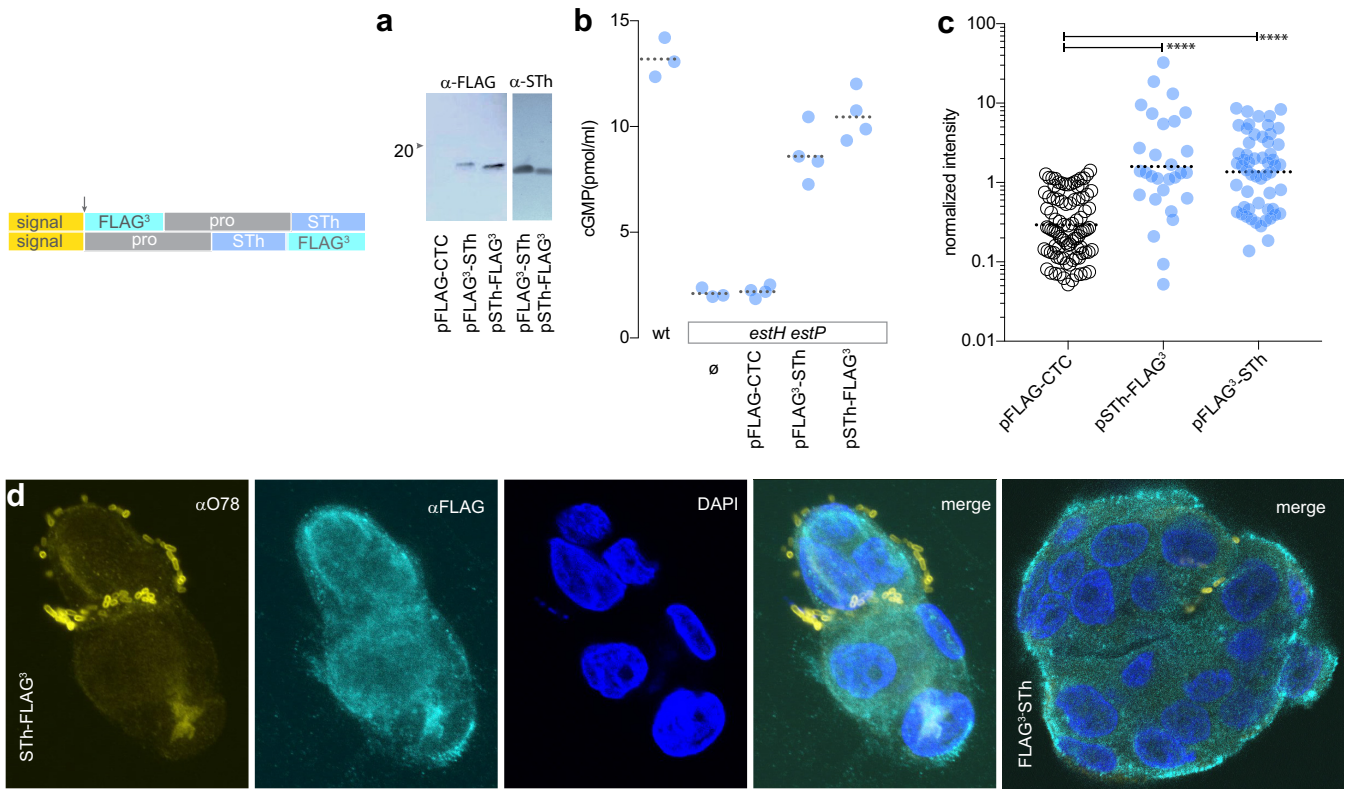 signal FLAG³ pro STh
signal pro STh FLAG³
a
α-FLAG α-STh
20
pFLAG-CTC
pFLAG³-STh
pSTh-FLAG³
pFLAG³-STh
pSTh-FLAG³
b
cGMP(pmol/ml)
15
10
5
0
wt
estH estP
ø
pFLAG-CTC
pFLAG³-STh
pSTh-FLAG³
c
normalized intensity
100
10
1
0.1
0.01
****
****
pFLAG-CTC
pSTh-FLAG³
pFLAG³-STh
d
αO78
STh-FLAG³
αFLAG
DAPI
merge
merge
FLAG³-STh